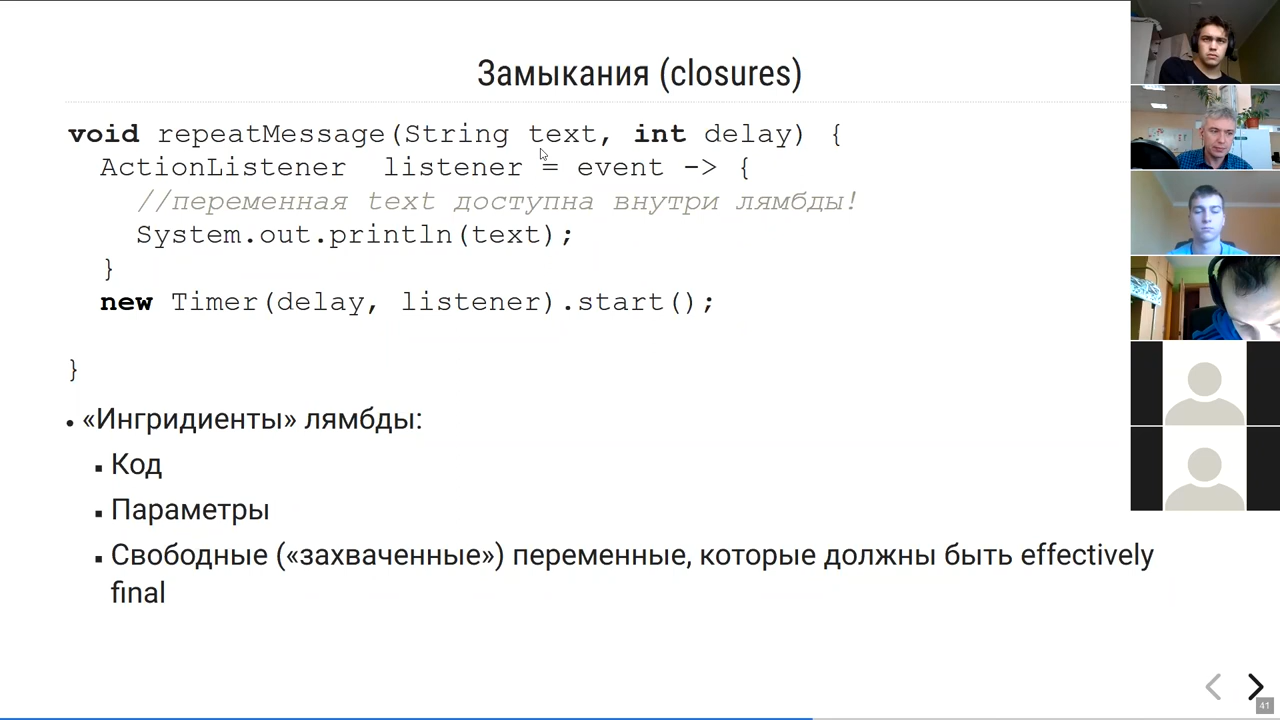 Замыкания (closures)
void repeatMessage(String text, int delay) {
ActionListener listener = event -> {
//переменная text доступна внутри лямбды!
System.out.println(text);
}
new Timer(delay, listener).start();
}
• «Ингридиенты» лямбды:
▪ Код
▪ Параметры
▪ Свободные («захваченные») переменные, которые должны быть effectively
final
41